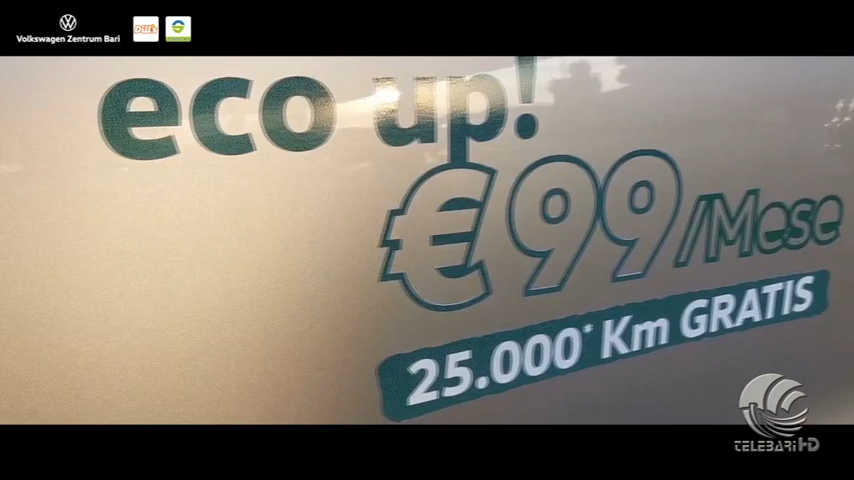 Volkswagen Zentrum Bari
eco up!
€99/Mese
25.000* Km GRATIS
TELEBARI HD